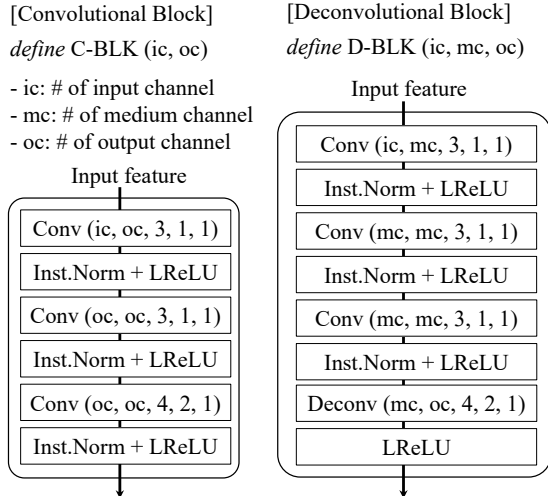 [Convolutional Block]
define C-BLK (ic, oc)
- ic: # of input channel
- mc: # of medium channel
- oc: # of output channel
Input feature
Conv (ic, oc, 3, 1, 1)
Inst.Norm + LReLU
Conv (oc, oc, 3, 1, 1)
Inst.Norm + LReLU
Conv (oc, oc, 4, 2, 1)
Inst.Norm + LReLU
[Deconvolutional Block]
define D-BLK (ic, mc, oc)
Input feature
Conv (ic, mc, 3, 1, 1)
Inst.Norm + LReLU
Conv (mc, mc, 3, 1, 1)
Inst.Norm + LReLU
Conv (mc, mc, 3, 1, 1)
Inst.Norm + LReLU
Deconv (mc, oc, 4, 2, 1)
LReLU